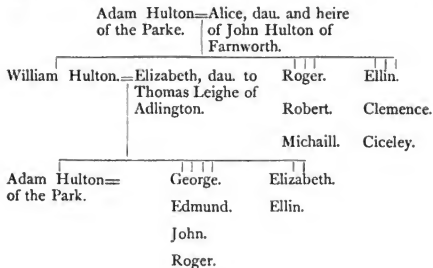 Adam Hulton=Alice, dau. and heire
of the Parke. of John Hulton of
Farnworth.
William Hulton.=Elizabeth, dau. to Roger. Ellin.
Thomas Leighe of
Adlington. Robert. Clemence.
Michaill. Ciceley.
Adam Hulton= George. Elizabeth.
of the Park.
Edmund. Ellin.
John.
Roger.